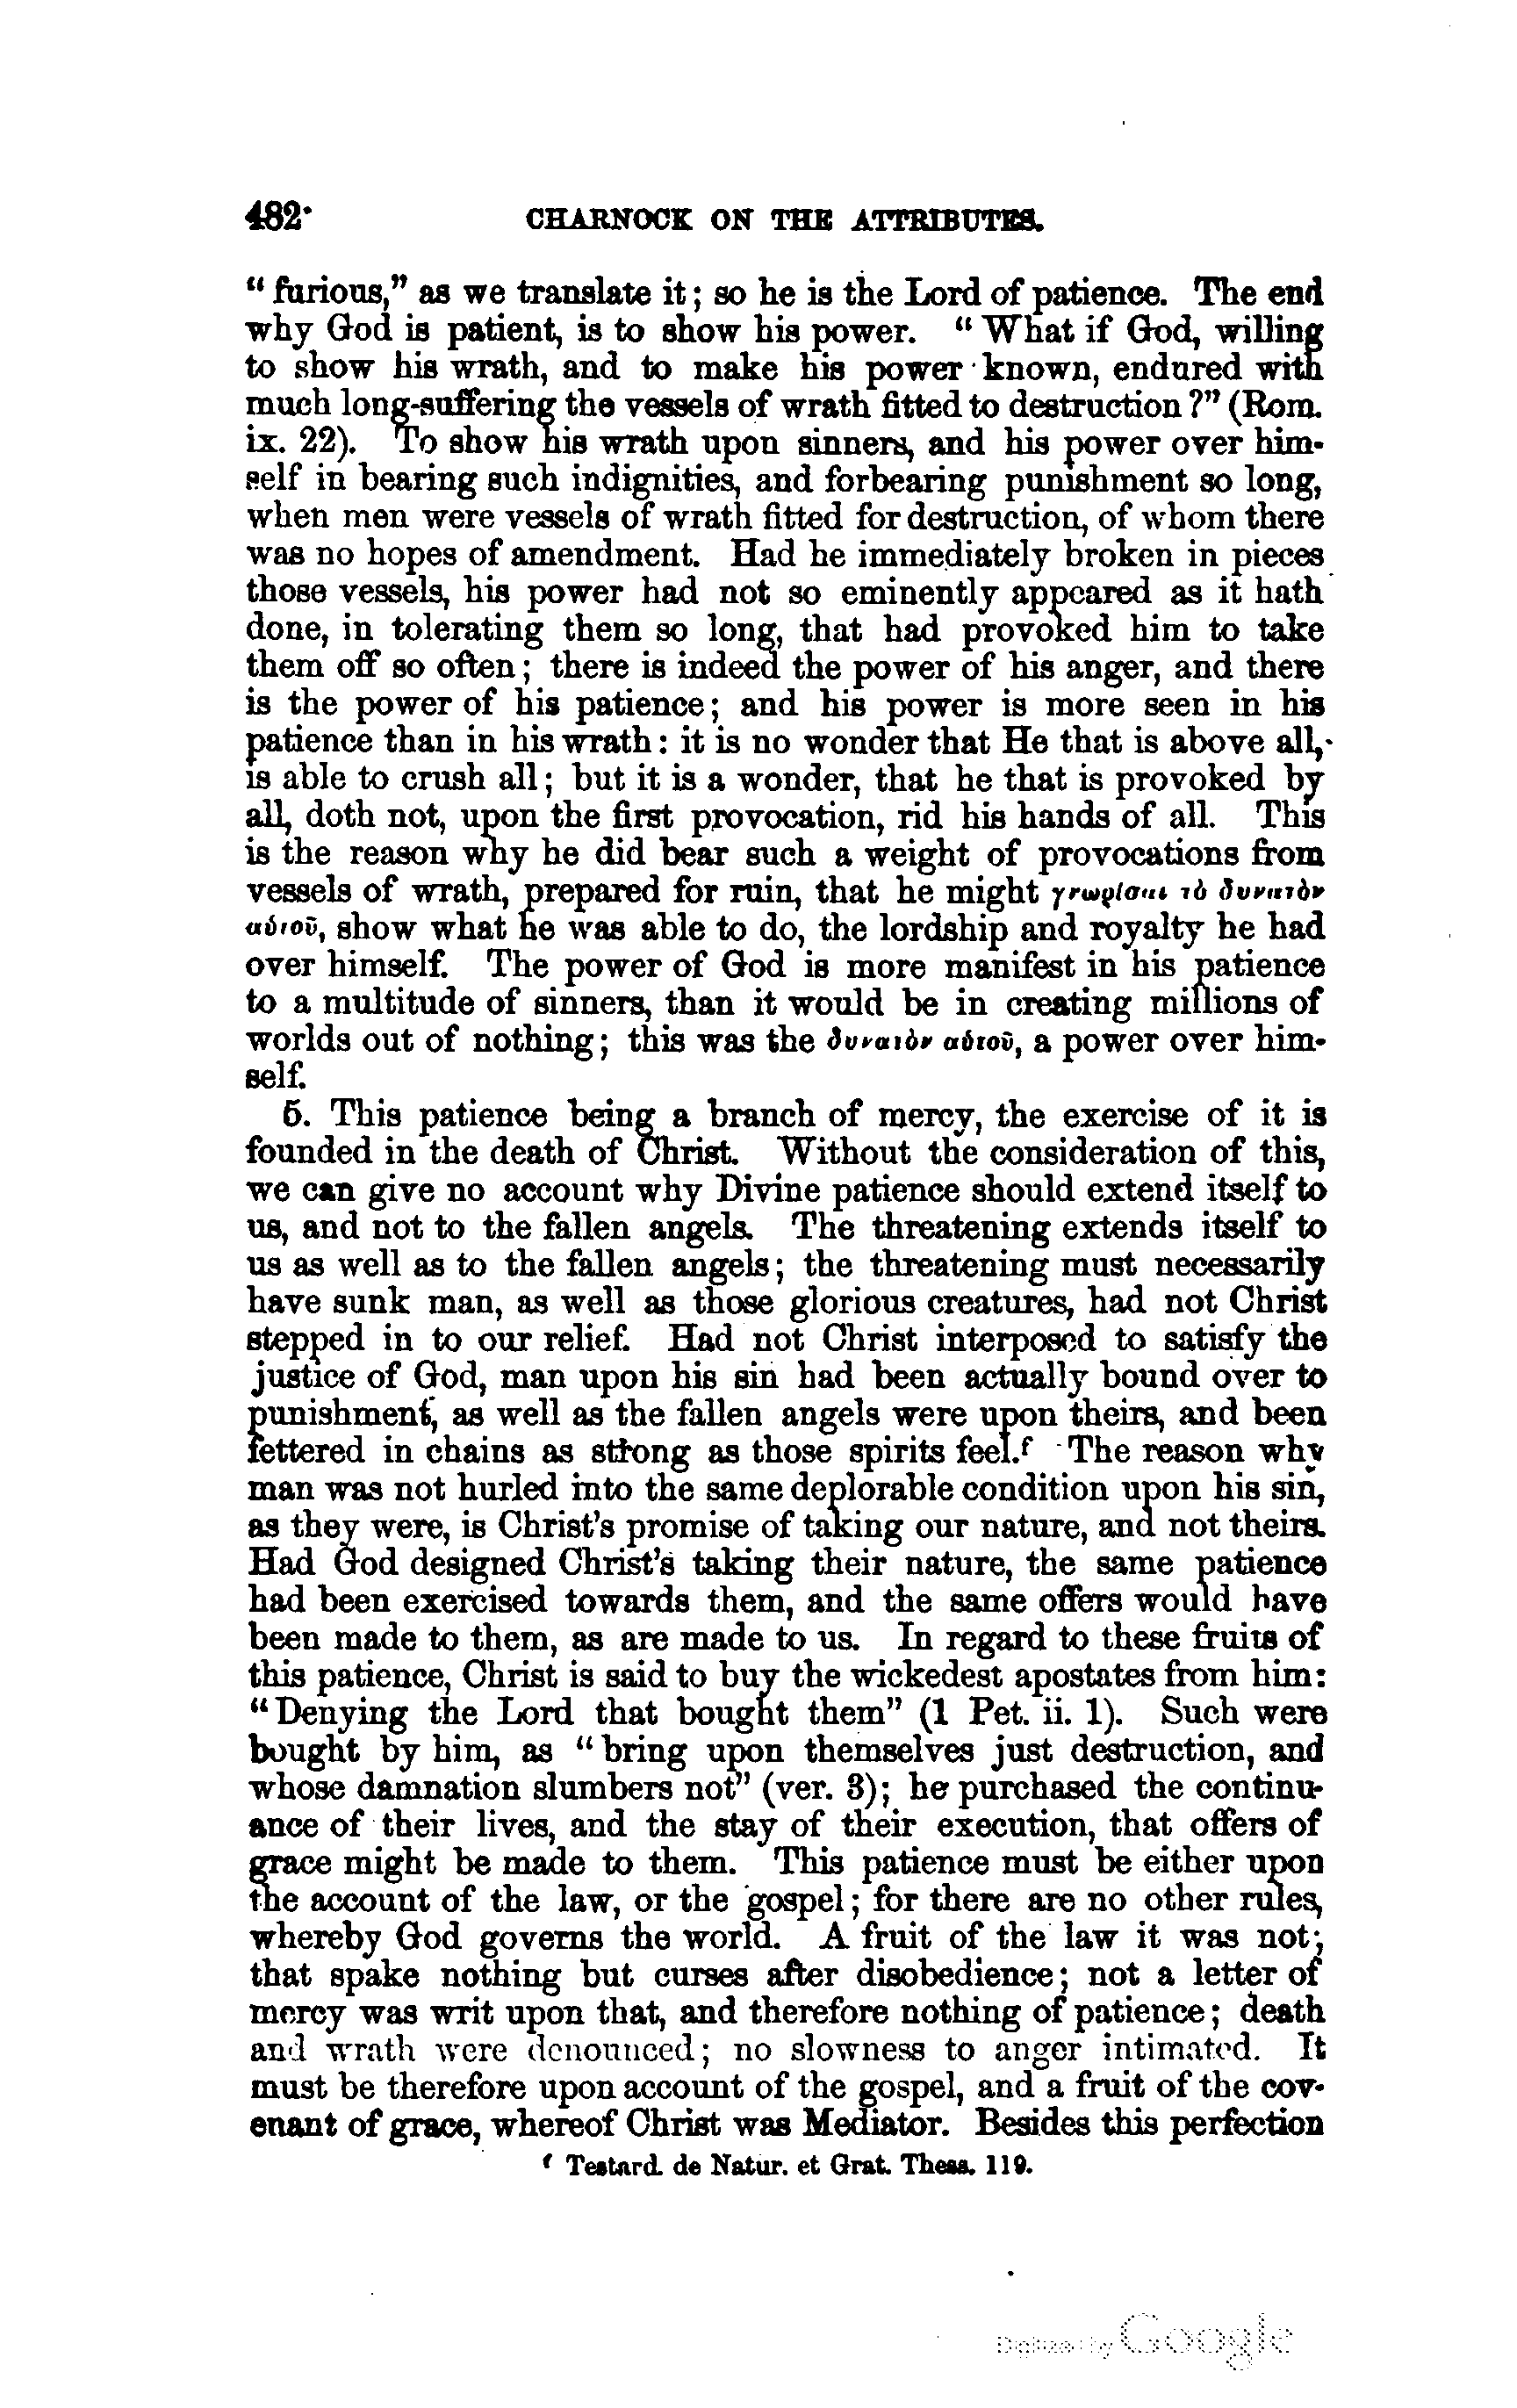 482 CHARNOCK ON THE ATTRIBUTES.
“ furious,” as we translate it; so he is the Lord of patience. The end
why God is patient, is to show his power. “ What if God, willing
to show his wrath, and to make his power known, endured with
much long-suffering the vessels of wrath fitted to destruction ?” (Rom.
ix. 22). To show his wrath upon sinners, and his power over him-
self in bearing such indignities, and forbearing punishment so long,
when men were vessels of wrath fitted for destruction, of whom there
was no hopes of amendment. Had he immediately broken in pieces
those vessels, his power had not so eminently appeared as it hath
done, in tolerating them so long, that had provoked him to take
them off so often; there is indeed the power of his anger, and there
is the power of his patience; and his power is more seen in his
patience than in his wrath: it is no wonder that He that is above all,
is able to crush all; but it is a wonder, that he that is provoked by
all, doth not, upon the first provocation, rid his hands of all. This
is the reason why he did bear such a weight of provocations from
vessels of wrath, prepared for ruin, that he might γνωρίσαι τὸ δυνατὸν
αὑτοῦ, show what he was able to do, the lordship and royalty he had
over himself. The power of God is more manifest in his patience
to a multitude of sinners, than it would be in creating millions of
worlds out of nothing; this was the δυνατὸν αὑτοῦ, a power over him-
self.
5. This patience being a branch of mercy, the exercise of it is
founded in the death of Christ. Without the consideration of this,
we can give no account why Divine patience should extend itself to
us, and not to the fallen angels. The threatening extends itself to
us as well as to the fallen angels; the threatening must necessarily
have sunk man, as well as those glorious creatures, had not Christ
stepped in to our relief. Had not Christ interposed to satisfy the
justice of God, man upon his sin had been actually bound over to
punishment, as well as the fallen angels were upon theirs, and been
fettered in chains as strong as those spirits feel.f The reason why
man was not hurled into the same deplorable condition upon his sin,
as they were, is Christ's promise of taking our nature, and not theirs.
Had God designed Christ's taking their nature, the same patience
had been exercised towards them, and the same offers would have
been made to them, as are made to us. In regard to these fruits of
this patience, Christ is said to buy the wickedest apostates from him:
“Denying the Lord that bought them” (1 Pet. ii. 1). Such were
bought by him, as “bring upon themselves just destruction, and
whose damnation slumbers not” (ver. 3); he purchased the continu-
ance of their lives, and the stay of their execution, that offers of
grace might be made to them. This patience must be either upon
the account of the law, or the gospel; for there are no other rules,
whereby God governs the world. A fruit of the law it was not;
that spake nothing but curses after disobedience; not a letter of
mercy was writ upon that, and therefore nothing of patience; death
and wrath were denounced; no slowness to anger intimated. It
must be therefore upon account of the gospel, and a fruit of the cov-
enant of grace, whereof Christ was Mediator. Besides this perfection
f Testard. de Natur. et Grat. Thess. 119.
Digitized by Google